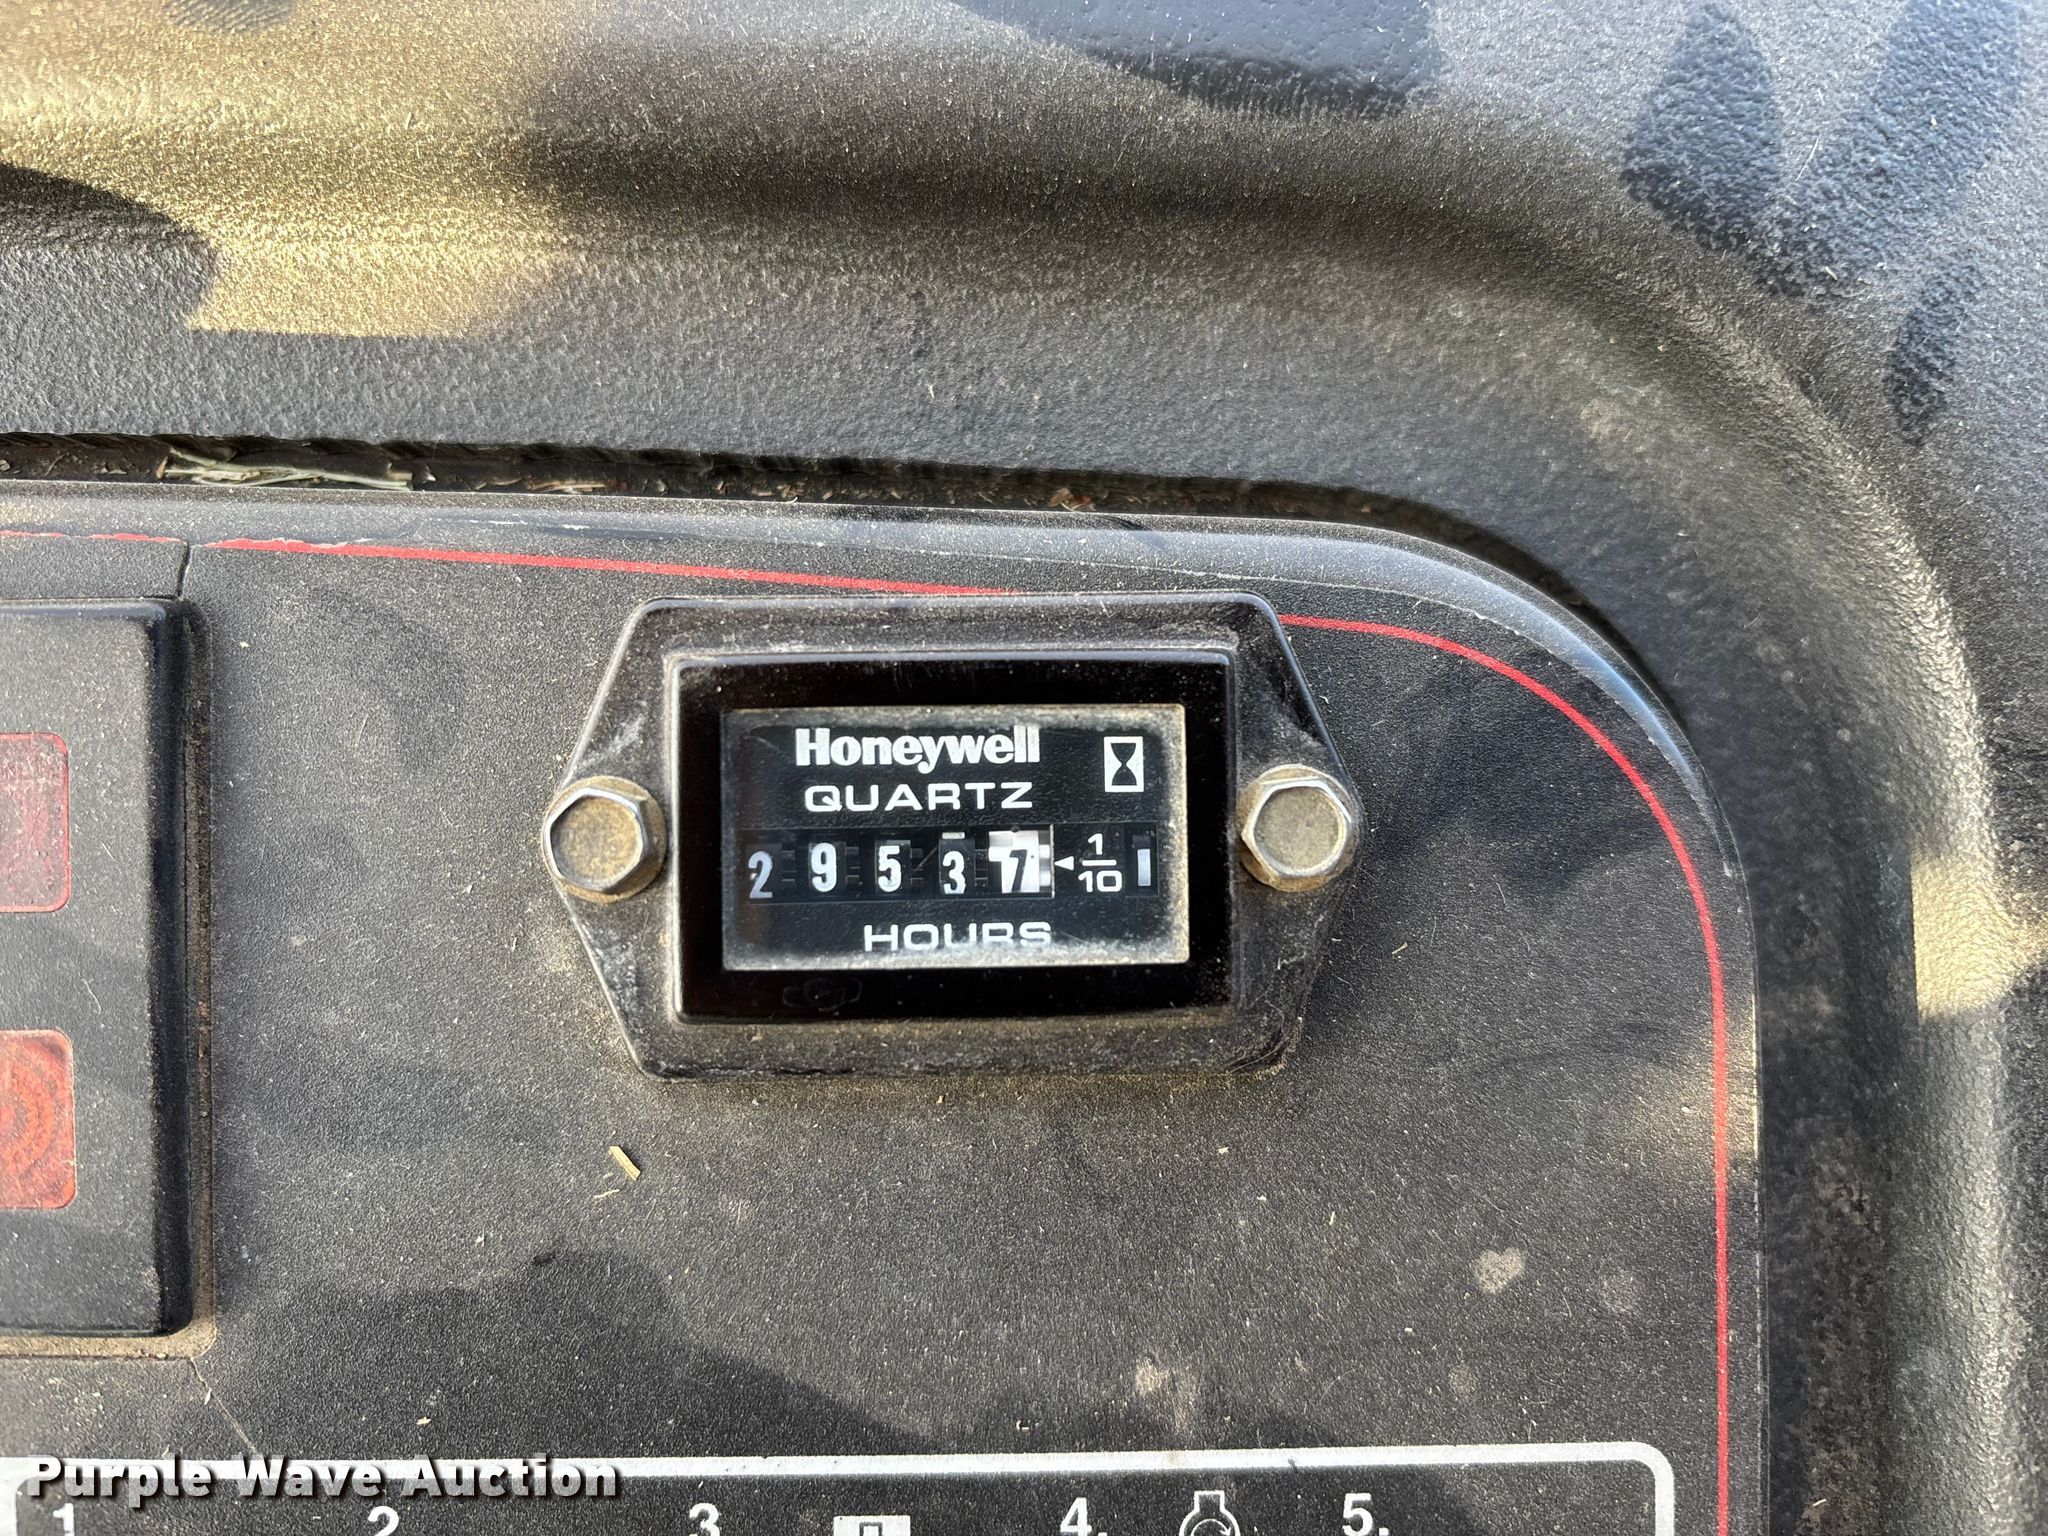 Honeywell
QUARTZ
2 9 5 3 7 1/10
HOURS
Purple Wave Auction
1 2 3 4. 5.